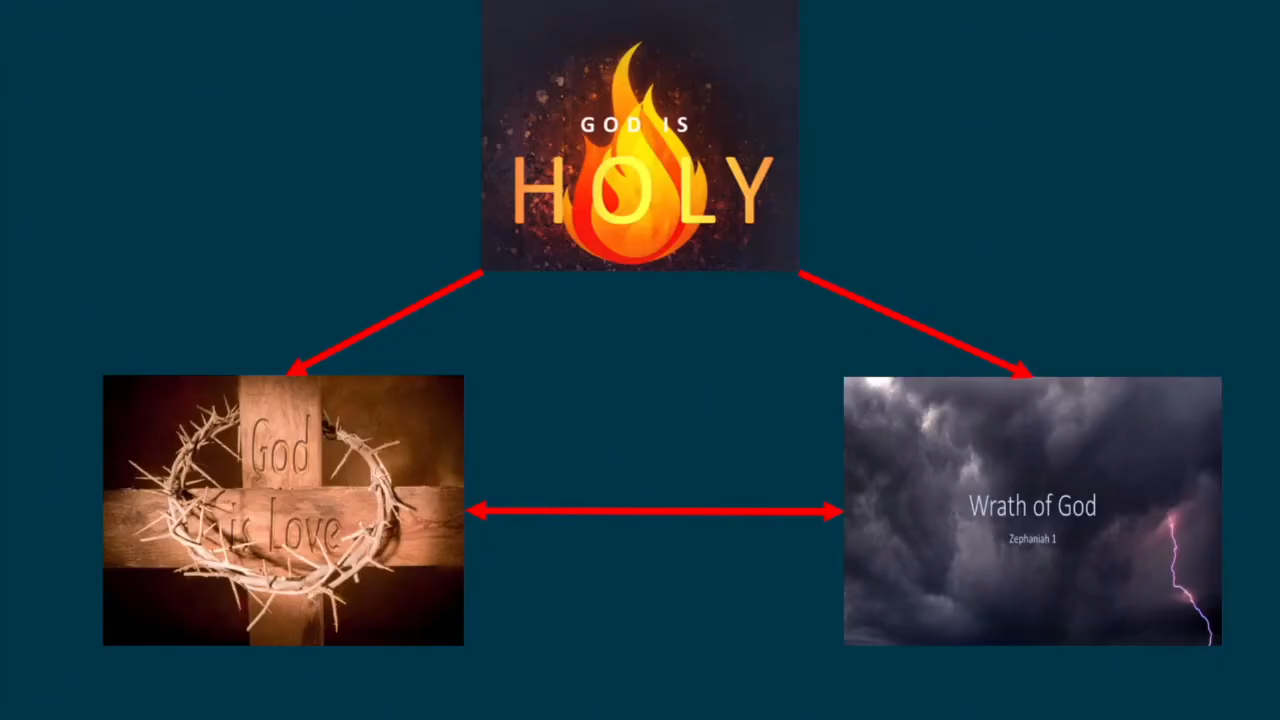 GOD IS
HOLY
God
is Love
Wrath of God
Zephaniah 1